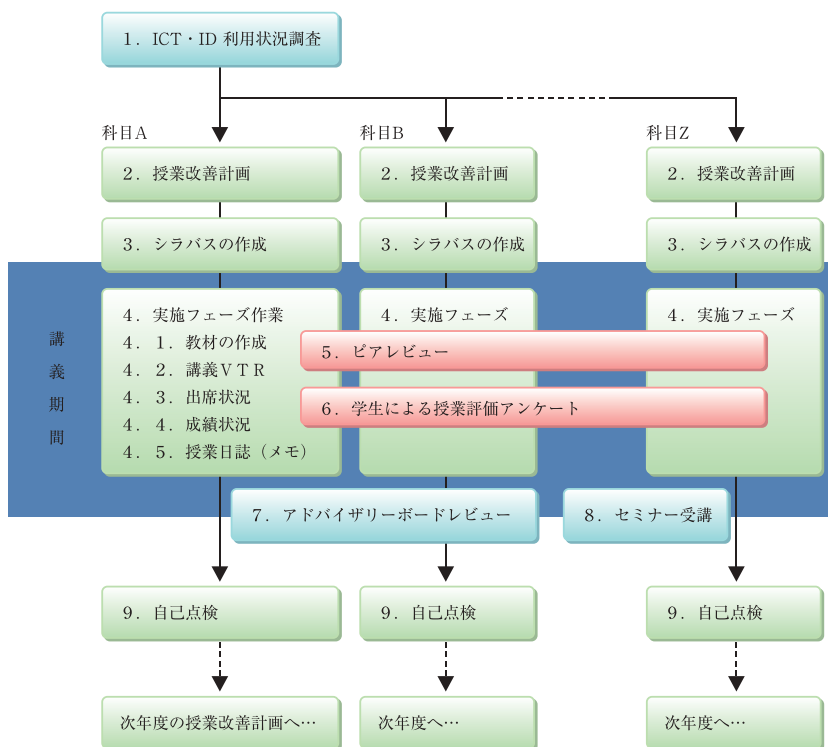 1．ICT・ID 利用状況調査
科目A
科目B
科目Z
2．授業改善計画
2．授業改善計画
2．授業改善計画
3．シラバスの作成
3．シラバスの作成
3．シラバスの作成
講義期間
4．実施フェーズ作業
4．1．教材の作成
4．2．講義ＶＴＲ
4．3．出席状況
4．4．成績状況
4．5．授業日誌（メモ）
4．実施フェーズ
4．実施フェーズ
5．ピアレビュー
6．学生による授業評価アンケート
7．アドバイザリーボードレビュー
8．セミナー受講
9．自己点検
9．自己点検
9．自己点検
次年度の授業改善計画へ…
次年度へ…
次年度へ…